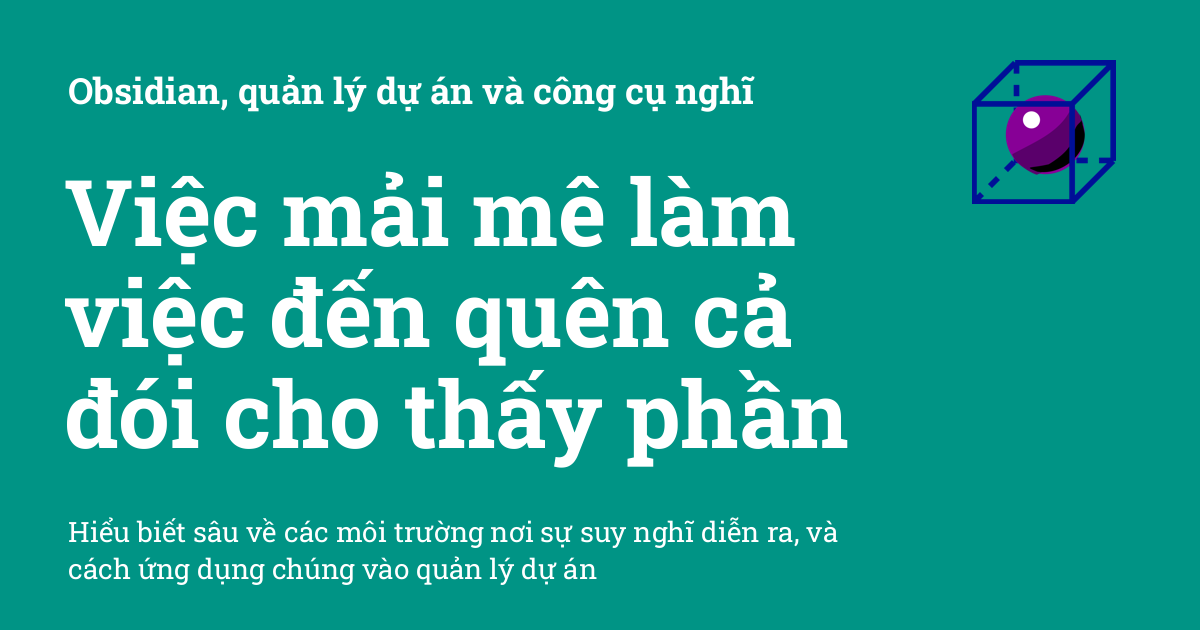 Obsidian, quản lý dự án và công cụ nghĩ
Việc mải mê làm
việc đến quên cả
đói cho thấy phần
Hiểu biết sâu về các môi trường nơi sự suy nghĩ diễn ra, và
cách ứng dụng chúng vào quản lý dự án